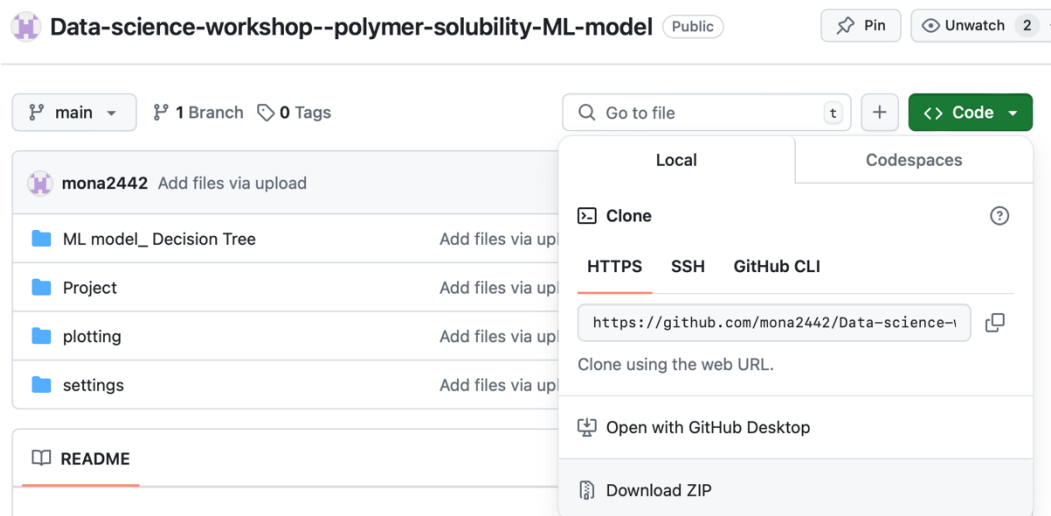 Data-science-workshop--polymer-solubility-ML-model Public
Pin
Unwatch 2
main
1 Branch
0 Tags
Go to file t
Code
mona2442 Add files via upload
ML model_ Decision Tree Add files via upl
Project Add files via upl
plotting Add files via upl
settings Add files via upl
README
Local
Codespaces
Clone
HTTPS SSH GitHub CLI
https://github.com/mona2442/Data-science-w
Clone using the web URL.
Open with GitHub Desktop
Download ZIP